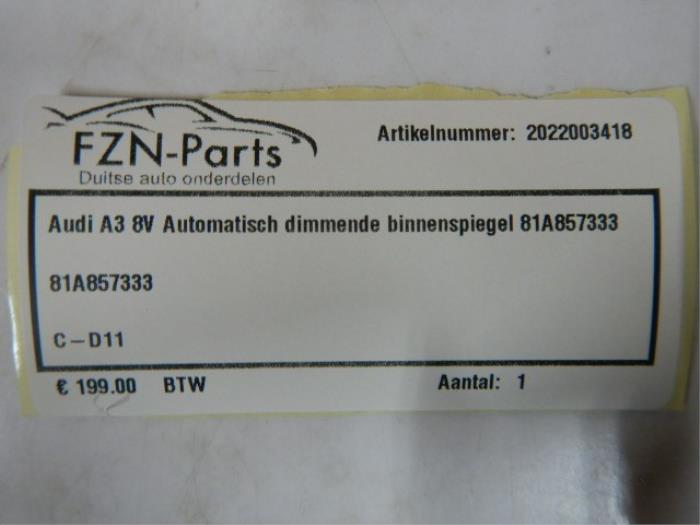 FZN-Parts
Duitse auto onderdelen
Artikelnummer: 2022003418
Audi A3 8V Automatisch dimmende binnenspiegel 81A857333
81A857333
C-D11
€ 199.00 BTW Aantal: 1